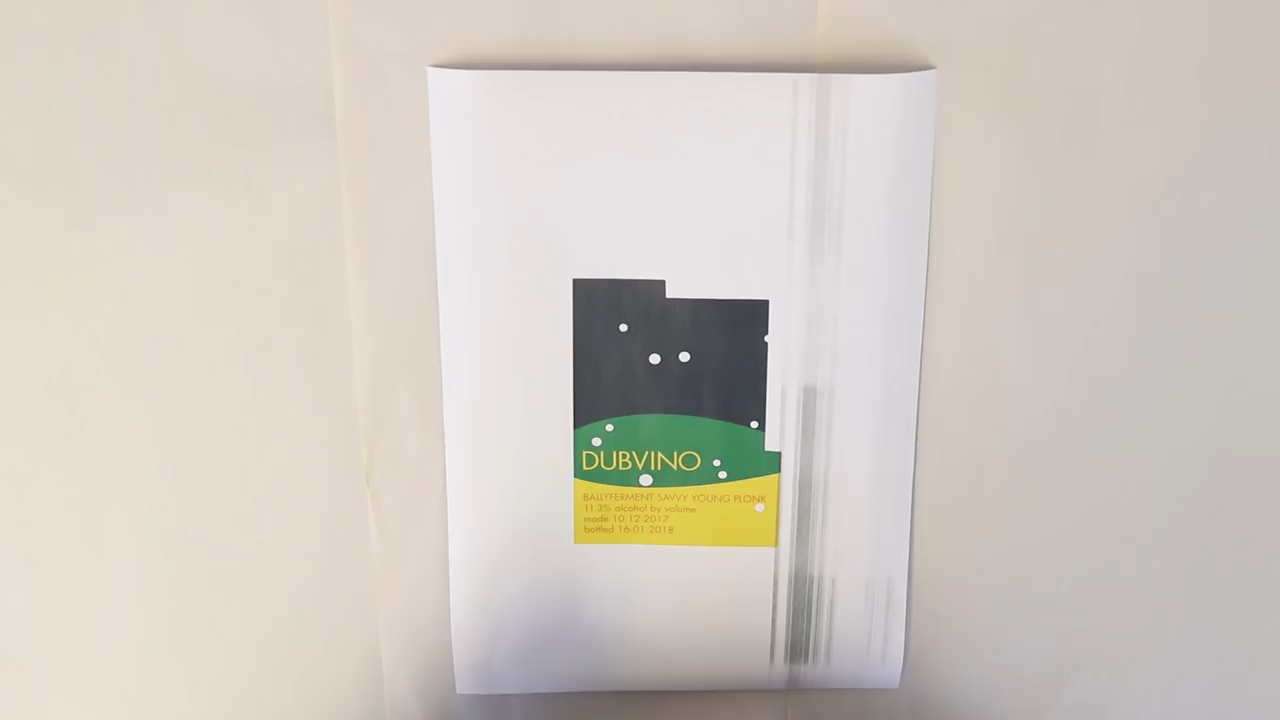 DUBVINO
BALLYFERMENT SAVVY YOUNG PLONK
11.3% alcohol by volume
made 10.12.2017
bottled 16.01.2018